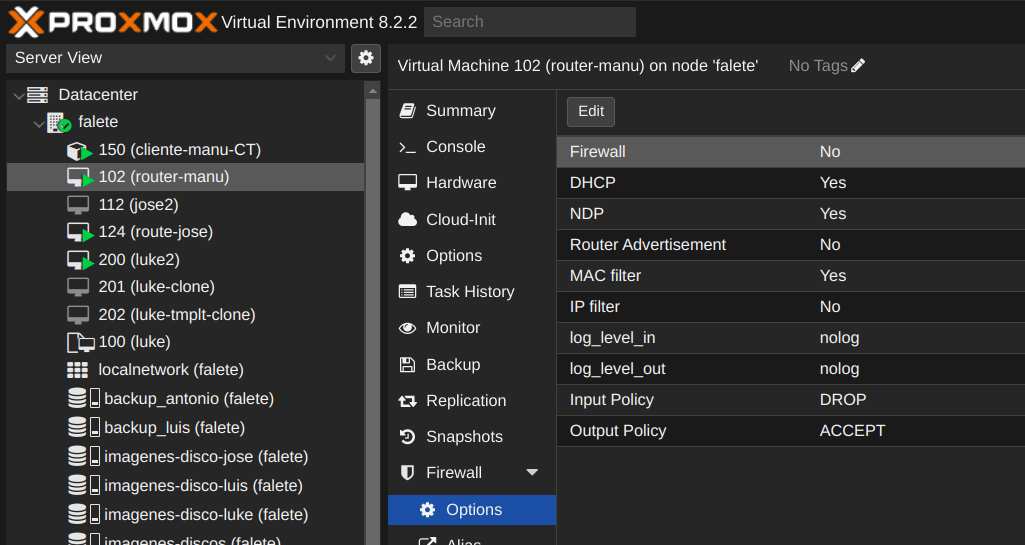 PROXMOX Virtual Environment 8.2.2 Search
Server View
Datacenter
falete
150 (cliente-manu-CT)
102 (router-manu)
112 (jose2)
124 (route-jose)
200 (luke2)
201 (luke-clone)
202 (luke-tmplt-clone)
100 (luke)
localnetwork (falete)
backup_antonio (falete)
backup_luis (falete)
imagenes-disco-jose (falete)
imagenes-disco-luis (falete)
imagenes-disco-luke (falete)
imagenes-discos (falete)
Virtual Machine 102 (router-manu) on node 'falete' No Tags
Summary
Console
Hardware
Cloud-Init
Options
Task History
Monitor
Backup
Replication
Snapshots
Firewall
Options
Alias
Edit
Firewall No
DHCP Yes
NDP Yes
Router Advertisement No
MAC filter Yes
IP filter No
log_level_in nolog
log_level_out nolog
Input Policy DROP
Output Policy ACCEPT